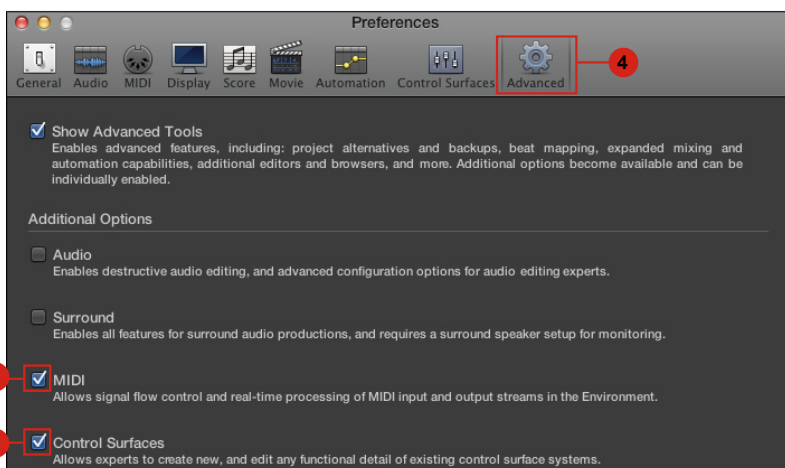 Preferences
General Audio MIDI Display Score Movie Automation Control Surfaces Advanced
4
Show Advanced Tools
Enables advanced features, including: project alternatives and backups, beat mapping, expanded mixing and
automation capabilities, additional editors and browsers, and more. Additional options become available and can be
individually enabled.
Additional Options
Audio
Enables destructive audio editing, and advanced configuration options for audio editing experts.
Surround
Enables all features for surround audio productions, and requires a surround speaker setup for monitoring.
MIDI
Allows signal flow control and real-time processing of MIDI input and output streams in the Environment.
Control Surfaces
Allows experts to create new, and edit any functional detail of existing control surface systems.